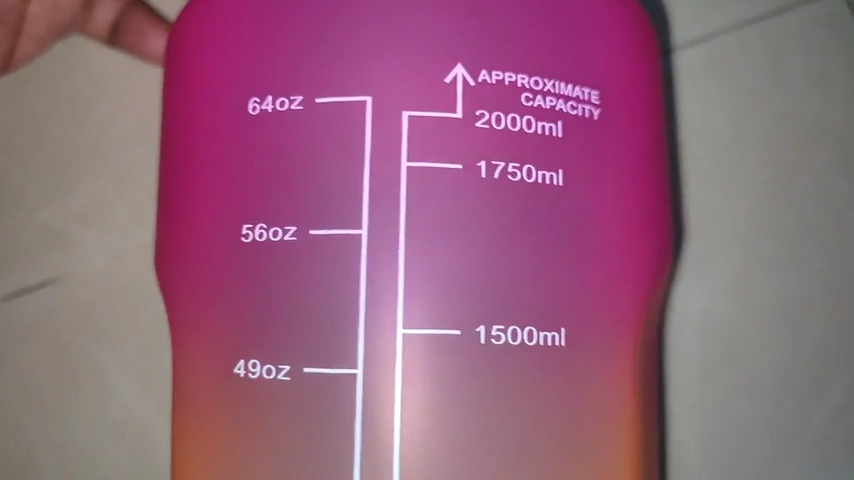 64oz
APPROXIMATE
CAPACITY
2000ml
1750ml
56oz
1500ml
49oz